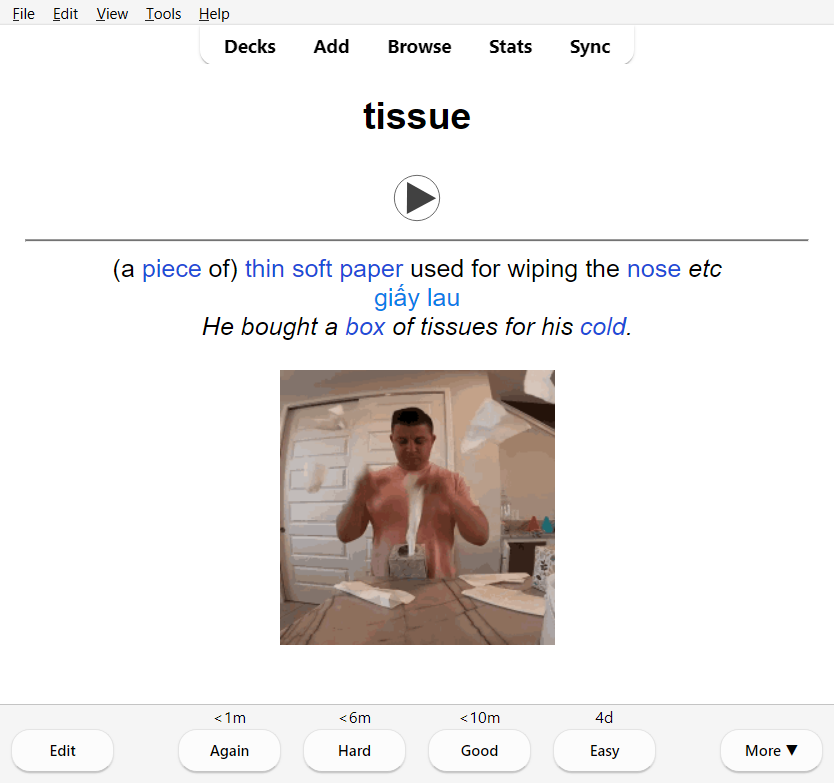 File Edit View Tools Help
Decks Add Browse Stats Sync
tissue
(a piece of) thin soft paper used for wiping the nose etc
giấy lau
He bought a box of tissues for his cold.
<1m <6m <10m 4d
Edit Again Hard Good Easy More ▼